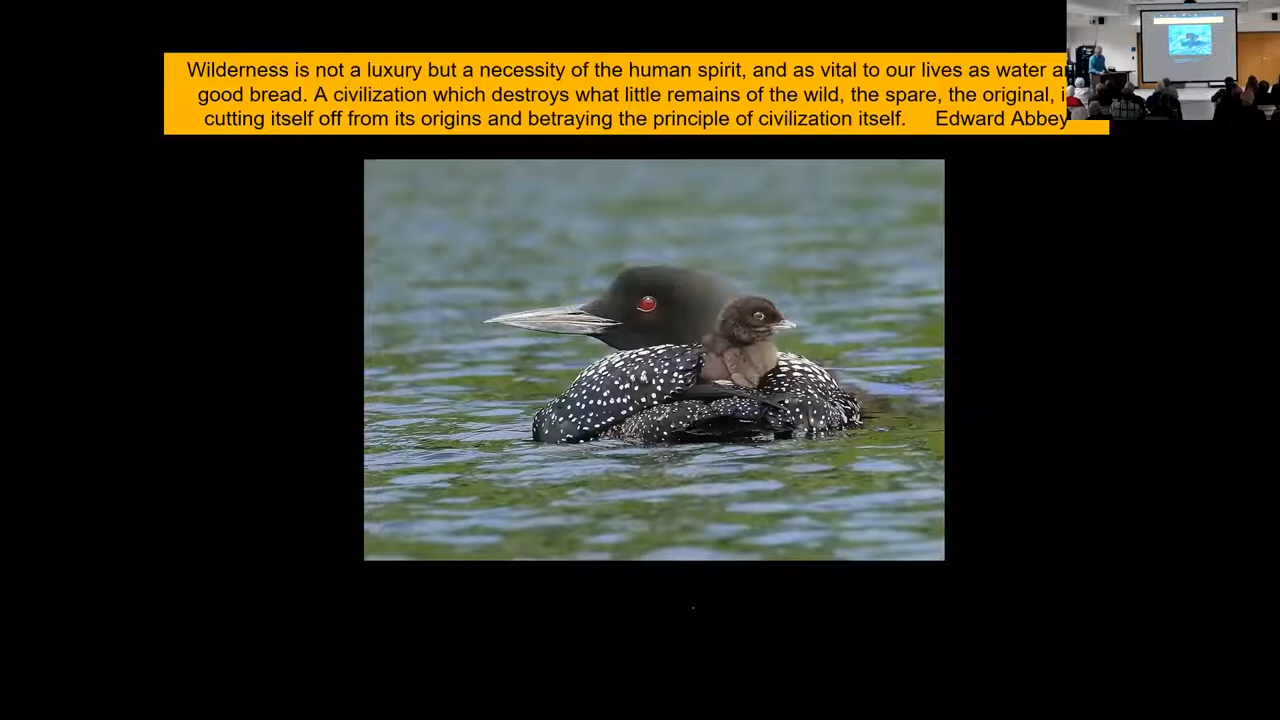 Wilderness is not a luxury but a necessity of the human spirit, and as vital to our lives as water
good bread. A civilization which destroys what little remains of the wild, the spare, the original,
cutting itself off from its origins and betraying the principle of civilization itself. Edward Abbey